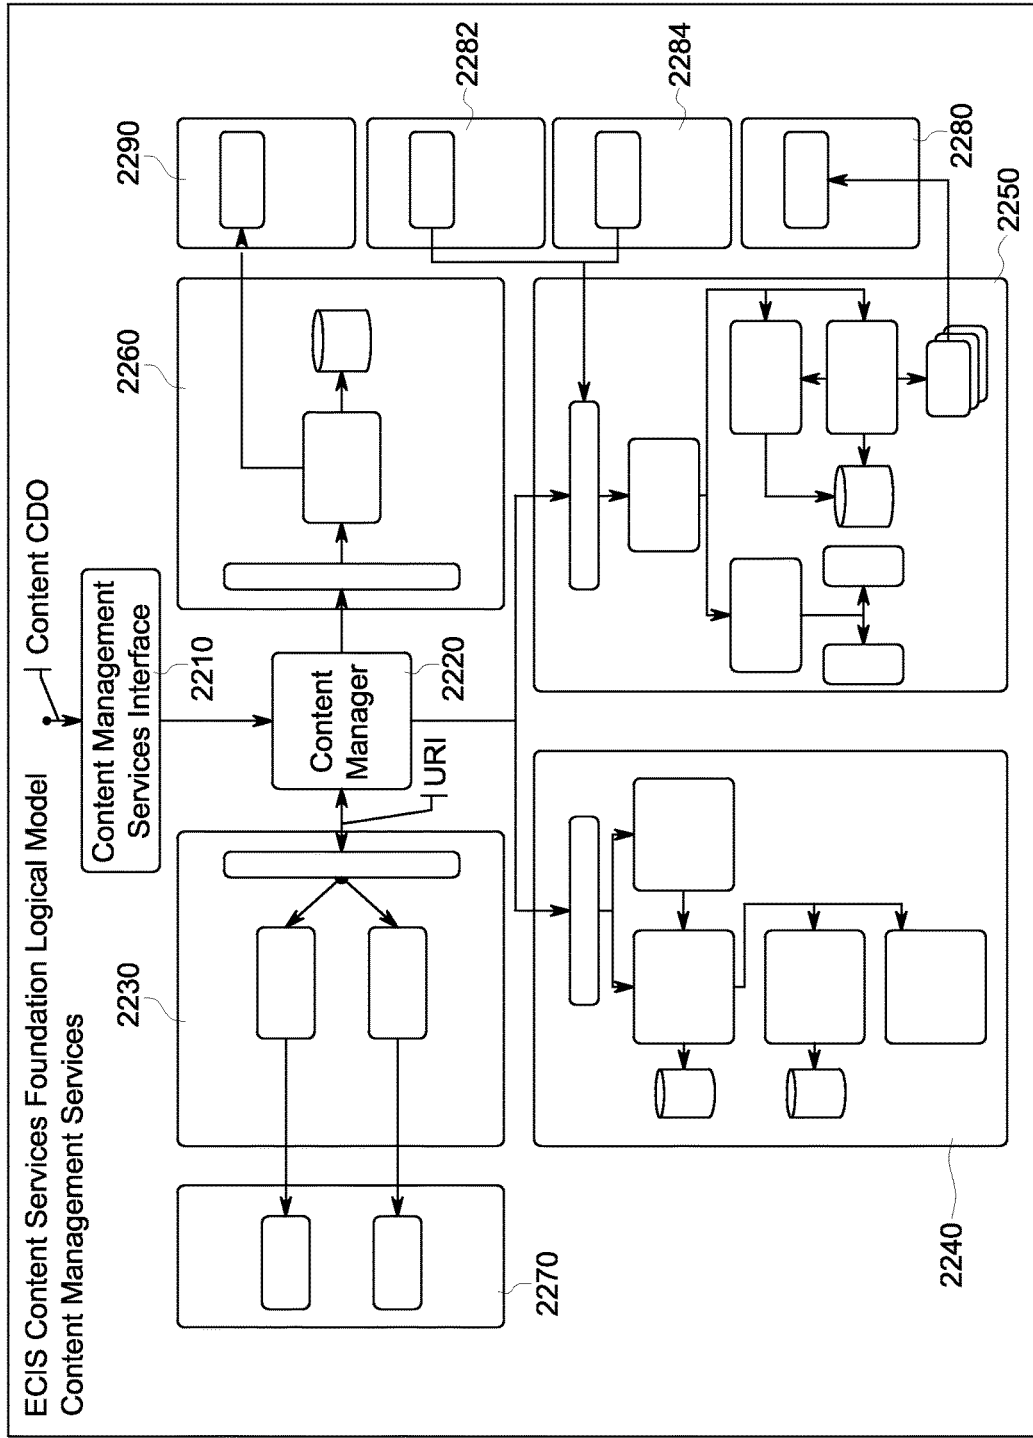 ECIS Content Services Foundation Logical Model
Content Management Services
Content CDO
Content Management
Services Interface
2210
Content
Manager
2220
URI
2230
2260
2290
2282
2284
2280
2250
2270
2240